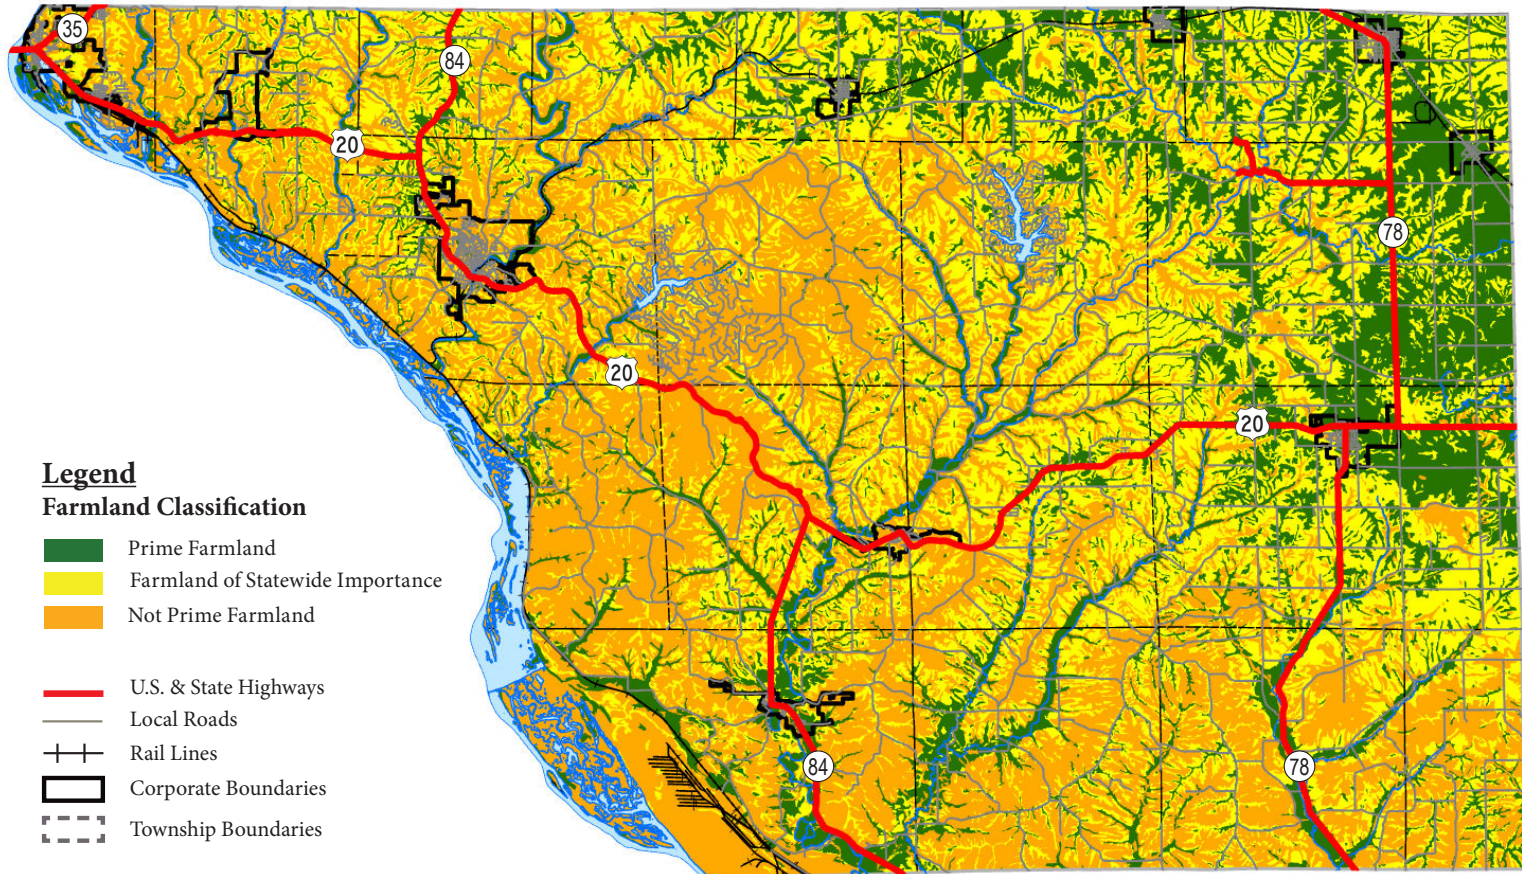 35
84
20
78
20
20
Legend
Farmland Classification
Prime Farmland
Farmland of Statewide Importance
Not Prime Farmland
U.S. & State Highways
Local Roads
Rail Lines
Corporate Boundaries
Township Boundaries
84
78